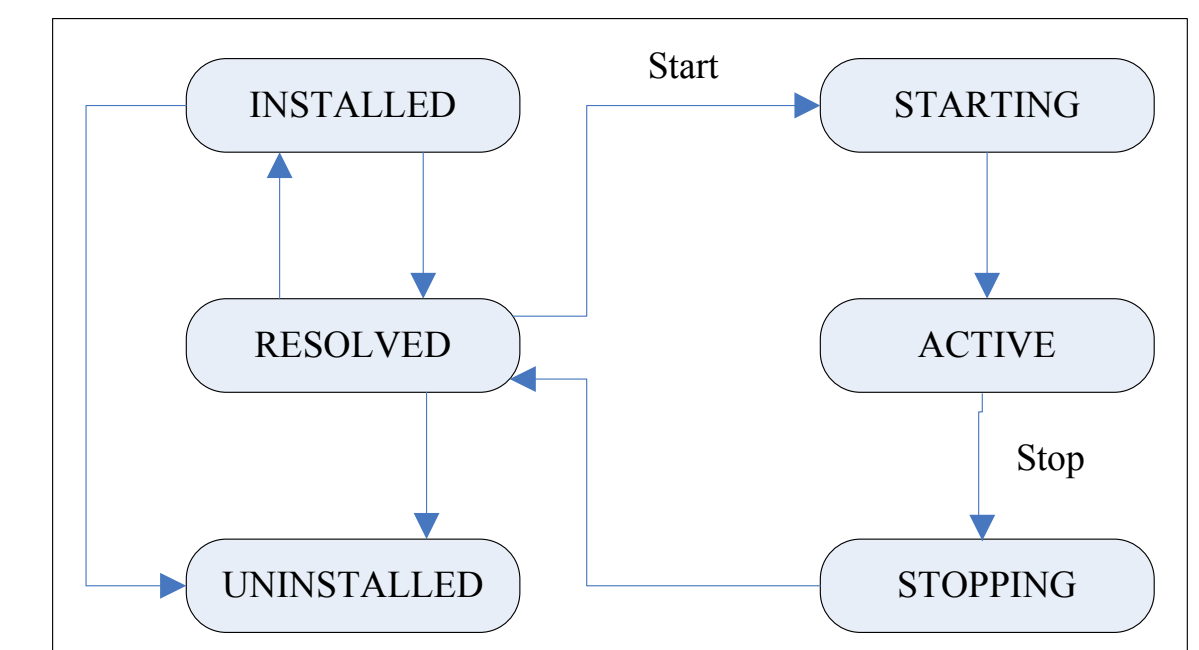 Start
INSTALLED
STARTING
RESOLVED
ACTIVE
Stop
UNINSTALLED
STOPPING